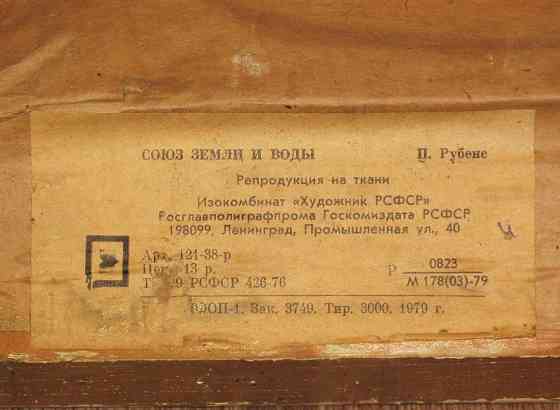 СОЮЗ ЗЕМЛИ И ВОДЫ П. Рубенс
Репродукция на ткани
Изокомбинат «Художник РСФСР»
Росглавполиграфпрома Госкомиздата РСФСР
198099, Ленинград, Промышленная ул., 40
Арт. 121-38-р
Цена 13 р.
9 РСФСР 426-76
Р 0823
М 178(03)-79
Зак. 3749. Тир. 3000. 1979 г.